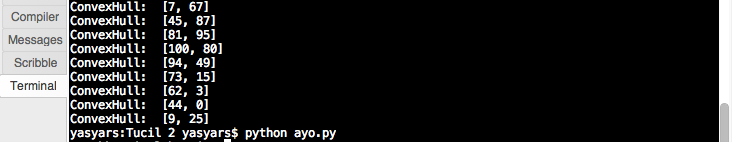 Compiler
Messages
Scribble
Terminal
ConvexHull:  [7, 67]
ConvexHull:  [45, 87]
ConvexHull:  [81, 95]
ConvexHull:  [100, 80]
ConvexHull:  [94, 49]
ConvexHull:  [73, 15]
ConvexHull:  [62, 3]
ConvexHull:  [44, 0]
ConvexHull:  [9, 25]
yasyars:Tucil 2 yasyars$ python ayo.py